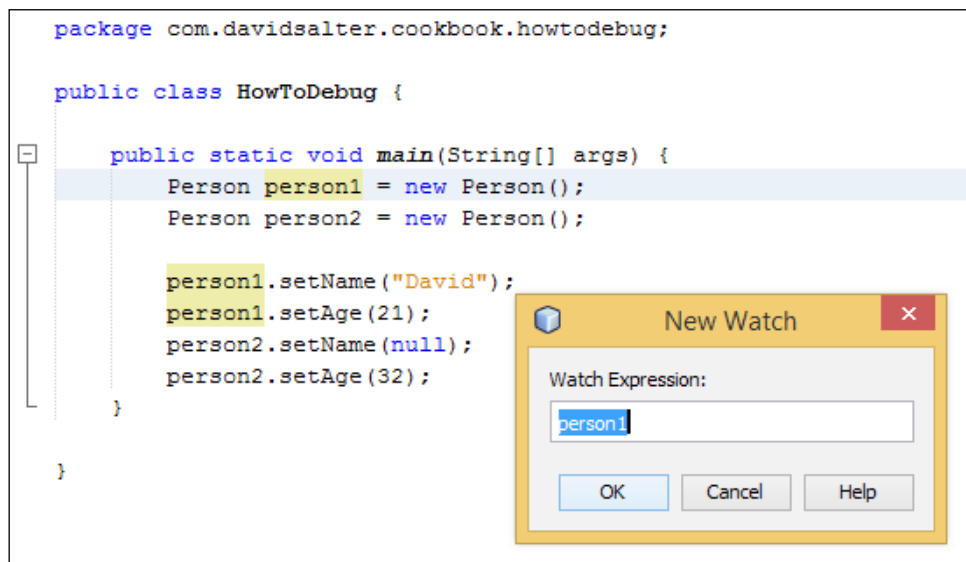 package com.davidsalter.cookbook.howtodebug;
public class HowToDebug {
public static void main(String[] args) {
Person person1 = new Person();
Person person2 = new Person();
person1.setName("David");
person1.setAge(21);
person2.setName(null);
person2.setAge(32);
}
}
New Watch
Watch Expression:
person1
OK Cancel Help